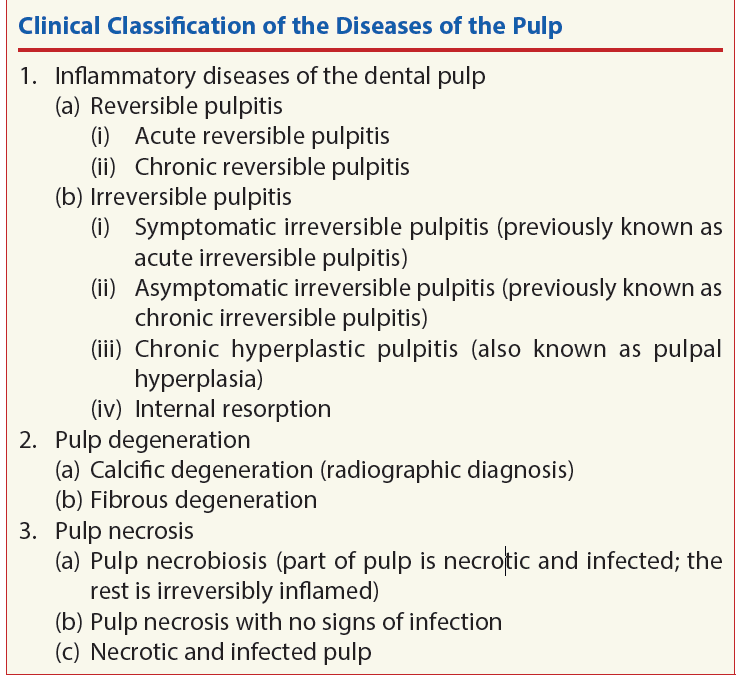 Clinical Classification of the Diseases of the Pulp
1. Inflammatory diseases of the dental pulp
(a) Reversible pulpitis
(i) Acute reversible pulpitis
(ii) Chronic reversible pulpitis
(b) Irreversible pulpitis
(i) Symptomatic irreversible pulpitis (previously known as
acute irreversible pulpitis)
(ii) Asymptomatic irreversible pulpitis (previously known as
chronic irreversible pulpitis)
(iii) Chronic hyperplastic pulpitis (also known as pulpal
hyperplasia)
(iv) Internal resorption
2. Pulp degeneration
(a) Calcific degeneration (radiographic diagnosis)
(b) Fibrous degeneration
3. Pulp necrosis
(a) Pulp necrobiosis (part of pulp is necrotic and infected; the
rest is irreversibly inflamed)
(b) Pulp necrosis with no signs of infection
(c) Necrotic and infected pulp